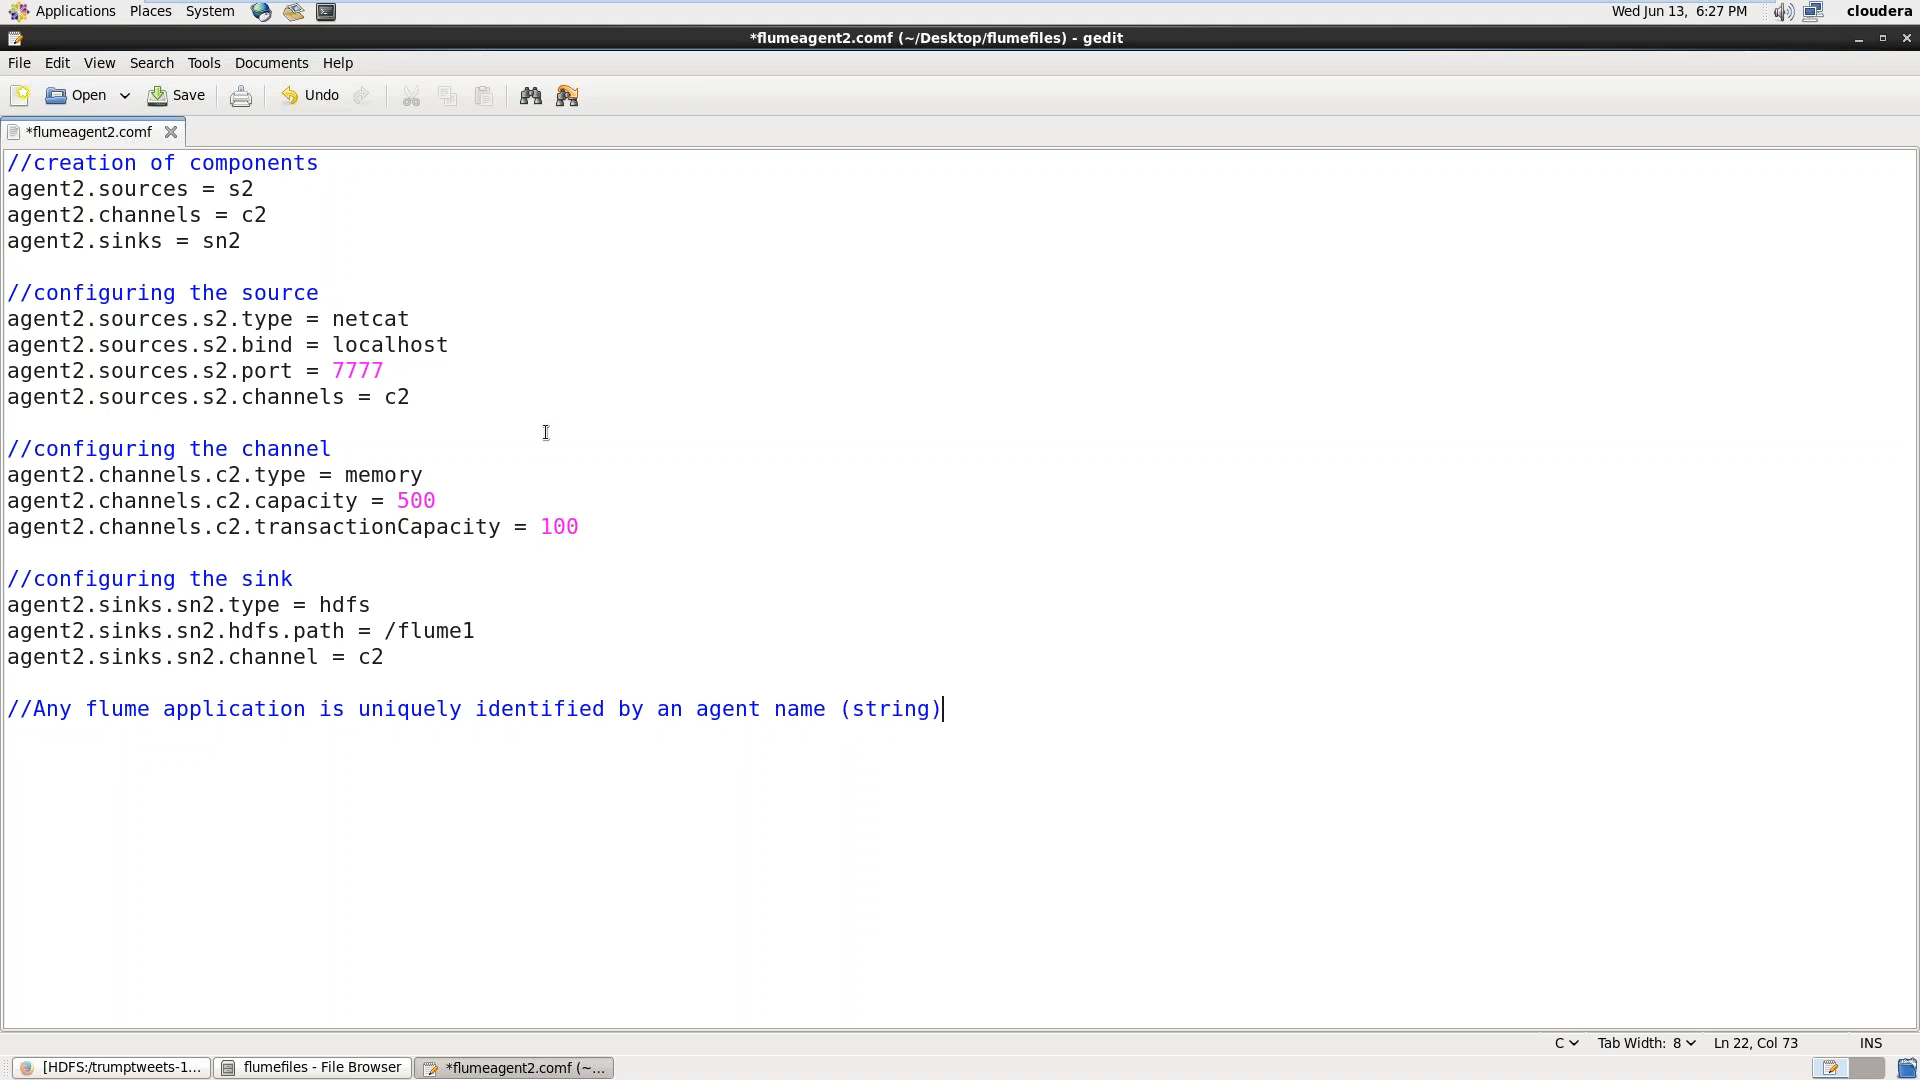 Applications Places System Wed Jun 13, 6:27 PM cloudera
*flumeagent2.comf (~/Desktop/flumefiles) - gedit
File Edit View Search Tools Documents Help
Open Save Undo
*flumeagent2.comf
//creation of components
agent2.sources = s2
agent2.channels = c2
agent2.sinks = sn2
//configuring the source
agent2.sources.s2.type = netcat
agent2.sources.s2.bind = localhost
agent2.sources.s2.port = 7777
agent2.sources.s2.channels = c2
//configuring the channel
agent2.channels.c2.type = memory
agent2.channels.c2.capacity = 500
agent2.channels.c2.transactionCapacity = 100
//configuring the sink
agent2.sinks.sn2.type = hdfs
agent2.sinks.sn2.hdfs.path = /flume1
agent2.sinks.sn2.channel = c2
//Any flume application is uniquely identified by an agent name (string)
C Tab Width: 8 Ln 22, Col 73 INS
[HDFS:/trumptweets-1... flumefiles - File Browser *flumeagent2.comf (~...